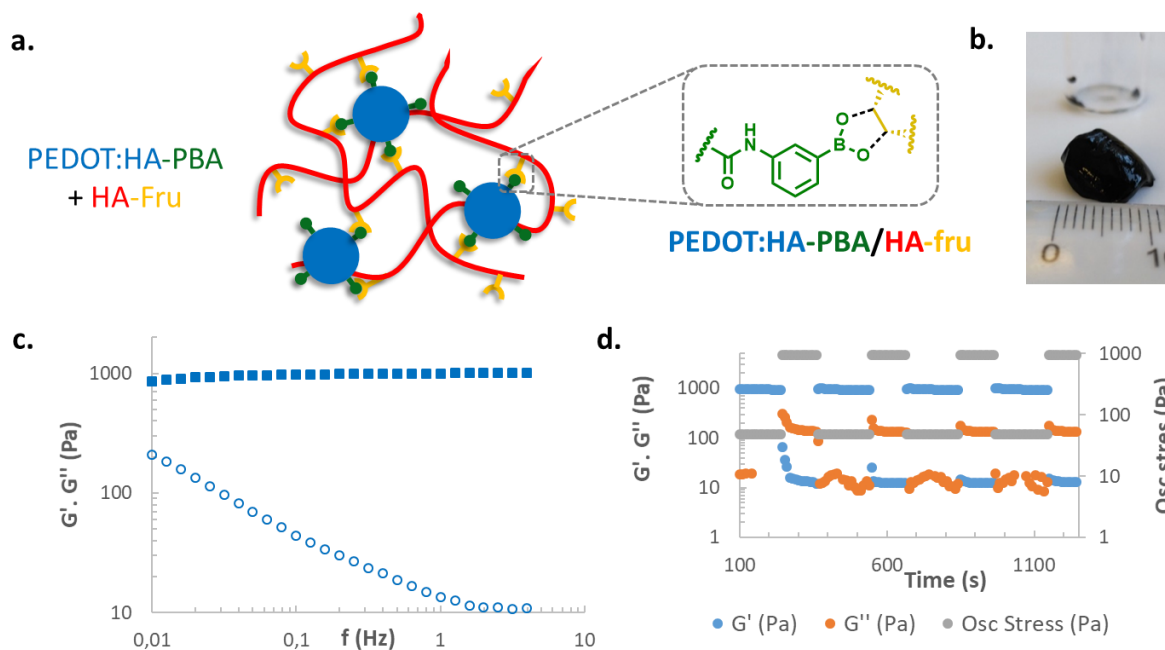 a.
b.
PEDOT:HA-PBA
+ HA-Fru
N
H
O
B
O
O
PEDOT:HA-PBA/HA-fru
0
c.
d.
G'. G'' (Pa)
1000
100
10
0,01
0,1
1
10
f (Hz)
G'. G'' (Pa)
1000
100
10
1
1000
100
10
1
Osc stres (Pa)
100
600
1100
Time (s)
G' (Pa)
G'' (Pa)
Osc Stress (Pa)